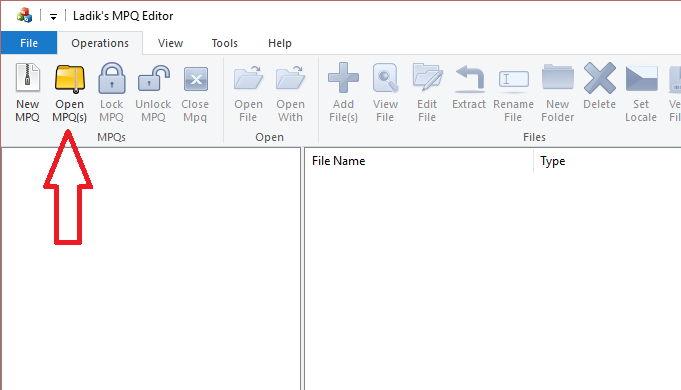 Ladik's MPQ Editor
File Operations View Tools Help
New MPQ
Open MPQ(s)
Lock MPQ
Unlock MPQ
Close Mpq
Open File
Open With
Add File(s)
View File
Edit File
Extract
Rename File
New Folder
Delete
Set Locale
MPQs Open Files
File Name Type